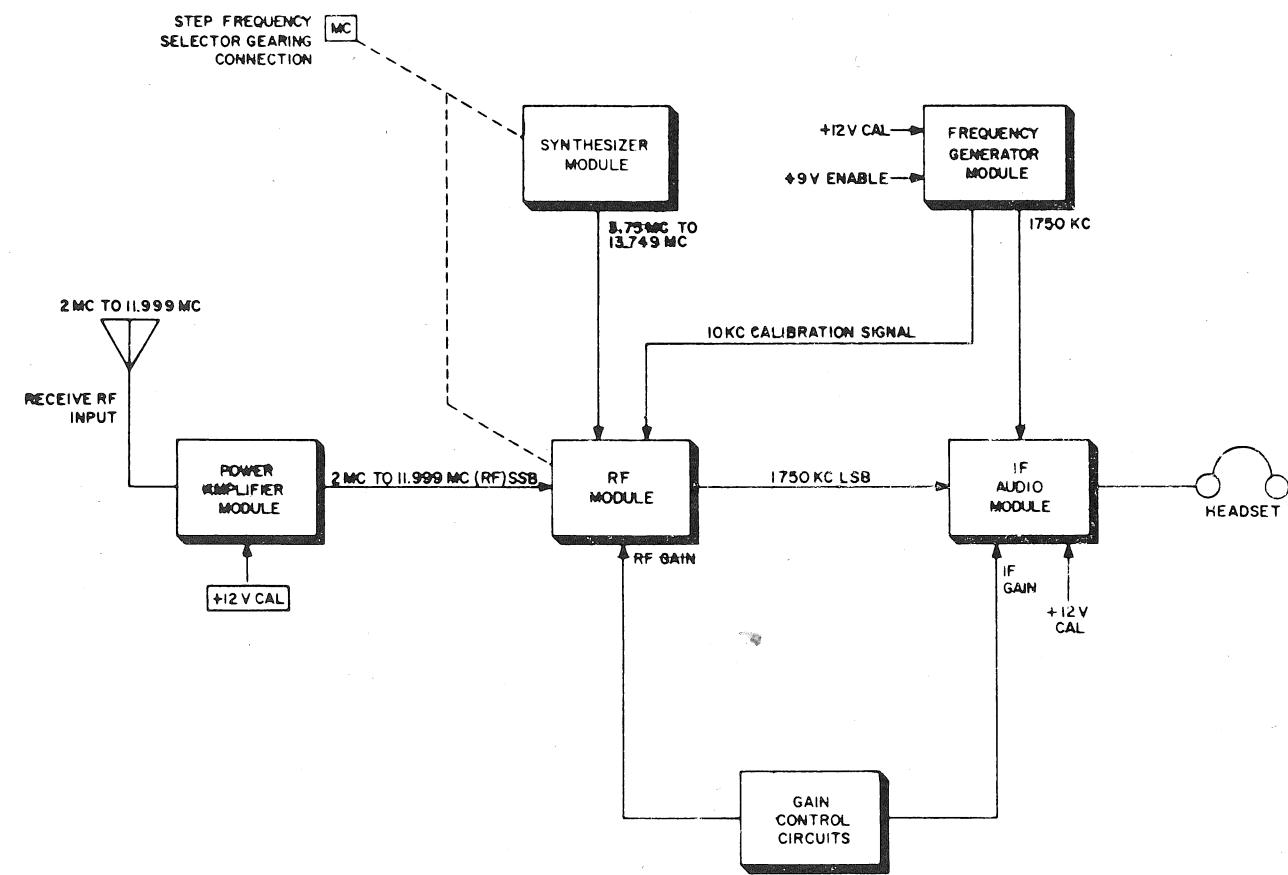 STEP FREQUENCY
SELECTOR GEARING
CONNECTION
MC
SYNTHESIZER
MODULE
+12V CAL
+9V ENABLE
FREQUENCY
GENERATOR
MODULE
3.75 MC TO
13.749 MC
1750 KC
2 MC TO 11.999 MC
10KC CALIBRATION SIGNAL
RECEIVE RF
INPUT
POWER
AMPLIFIER
MODULE
2 MC TO 11.999 MC (RF) SSB
RF
MODULE
1750 KC LSB
IF
AUDIO
MODULE
HEADSET
+12V CAL
RF GAIN
IF
GAIN
+12V
CAL
GAIN
CONTROL
CIRCUITS